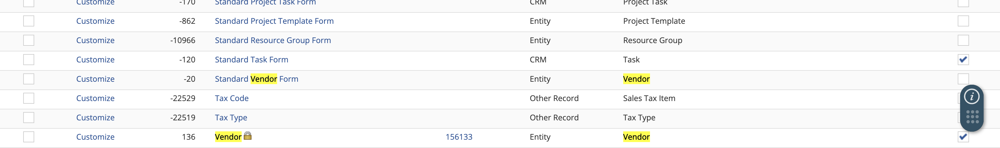 Customize -170 Standard Project Task Form CRM Project Task
Customize -862 Standard Project Template Form Entity Project Template
Customize -10966 Standard Resource Group Form Entity Resource Group
Customize -120 Standard Task Form CRM Task
Customize -20 Standard Vendor Form Entity Vendor
Customize -22529 Tax Code Other Record Sales Tax Item
Customize -22519 Tax Type Other Record Tax Type
Customize 136 Vendor 156133 Entity Vendor